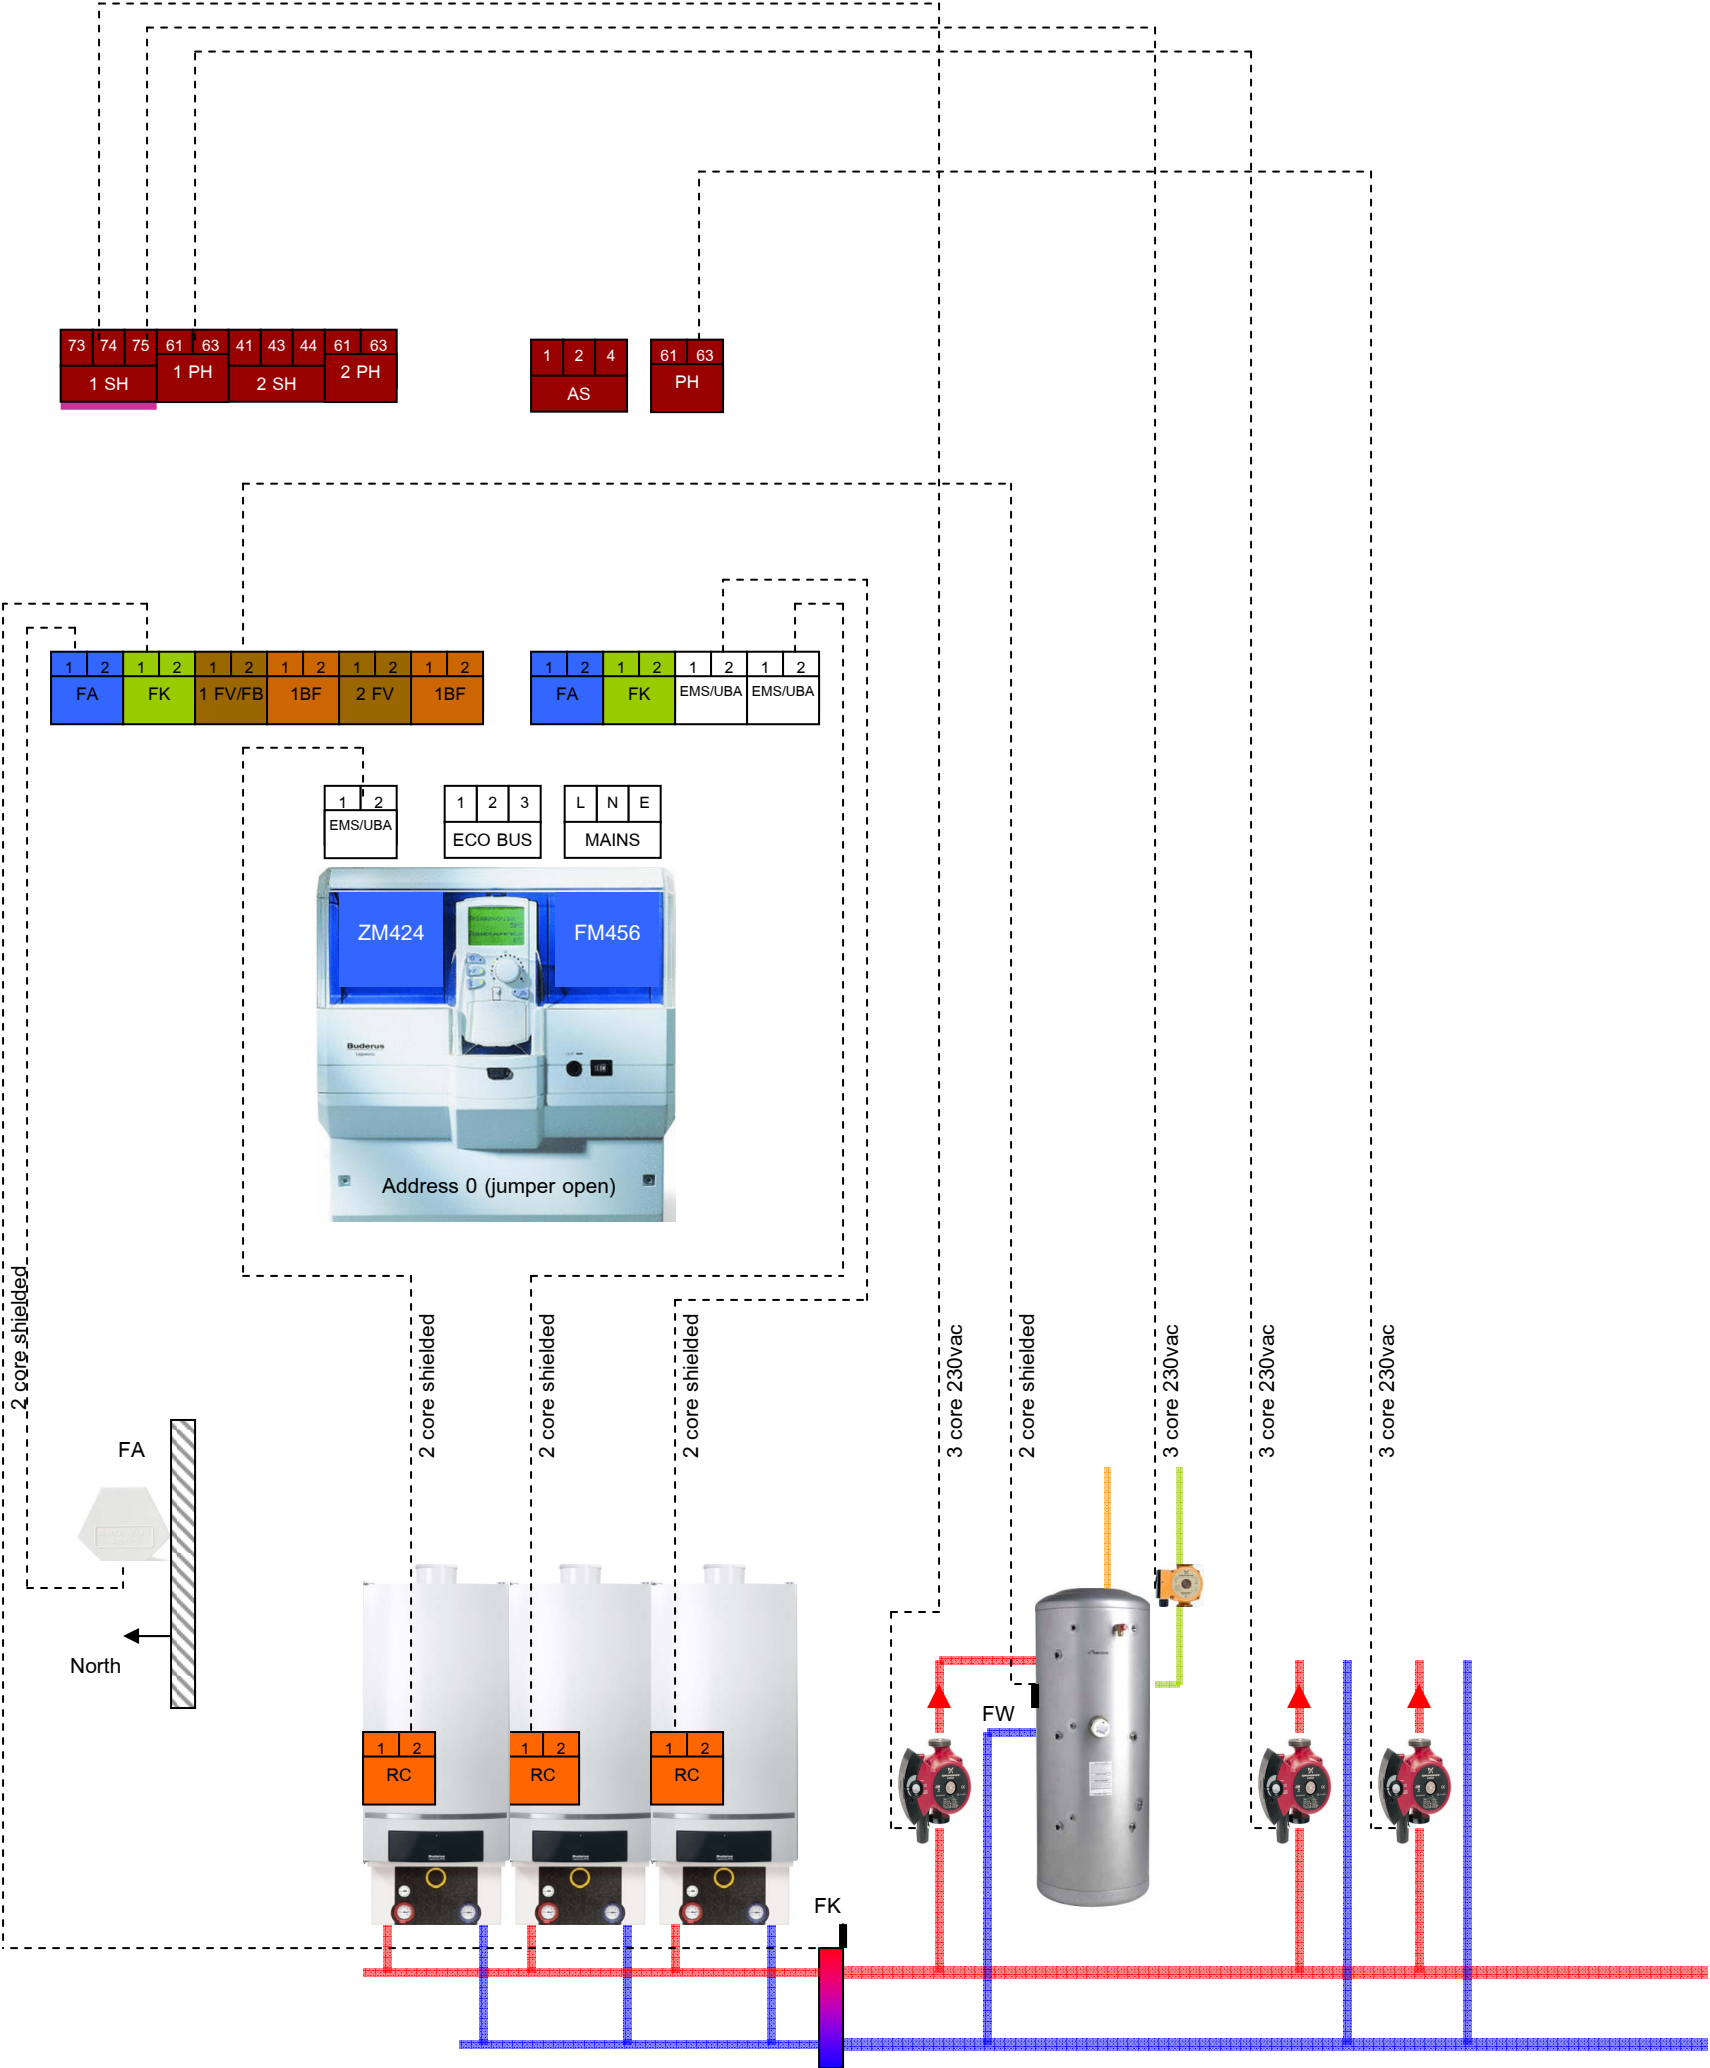 73 74 75 61 63 41 43 44 61 63
1 SH 1 PH 2 SH 2 PH
1 2 4
AS
61 63
PH
1 2 1 2 1 2 1 2 1 2 1 2
FA FK 1 FV/FB 1BF 2 FV 1BF
1 2 1 2 1 2 1 2
FA FK EMS/UBA EMS/UBA
1 2
EMS/UBA
1 2 3
ECO BUS
L N E
MAINS
ZM424
FM456
Buderus
Address 0 (jumper open)
2 core shielded
2 core shielded
2 core shielded
2 core shielded
3 core 230vac
2 core shielded
3 core 230vac
3 core 230vac
3 core 230vac
FA
North
FW
1 2
RC
1 2
RC
1 2
RC
Buderus
Buderus
Buderus
FK